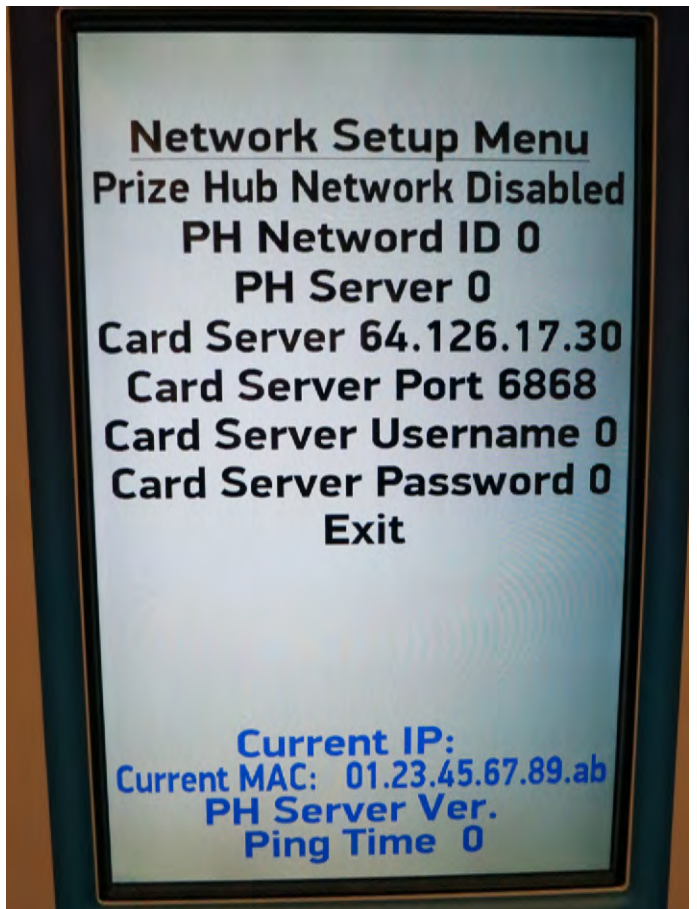 Network Setup Menu
Prize Hub Network Disabled
PH Netword ID 0
PH Server 0
Card Server 64.126.17.30
Card Server Port 6868
Card Server Username 0
Card Server Password 0
Exit
Current IP:
Current MAC: 01.23.45.67.89.ab
PH Server Ver.
Ping Time 0